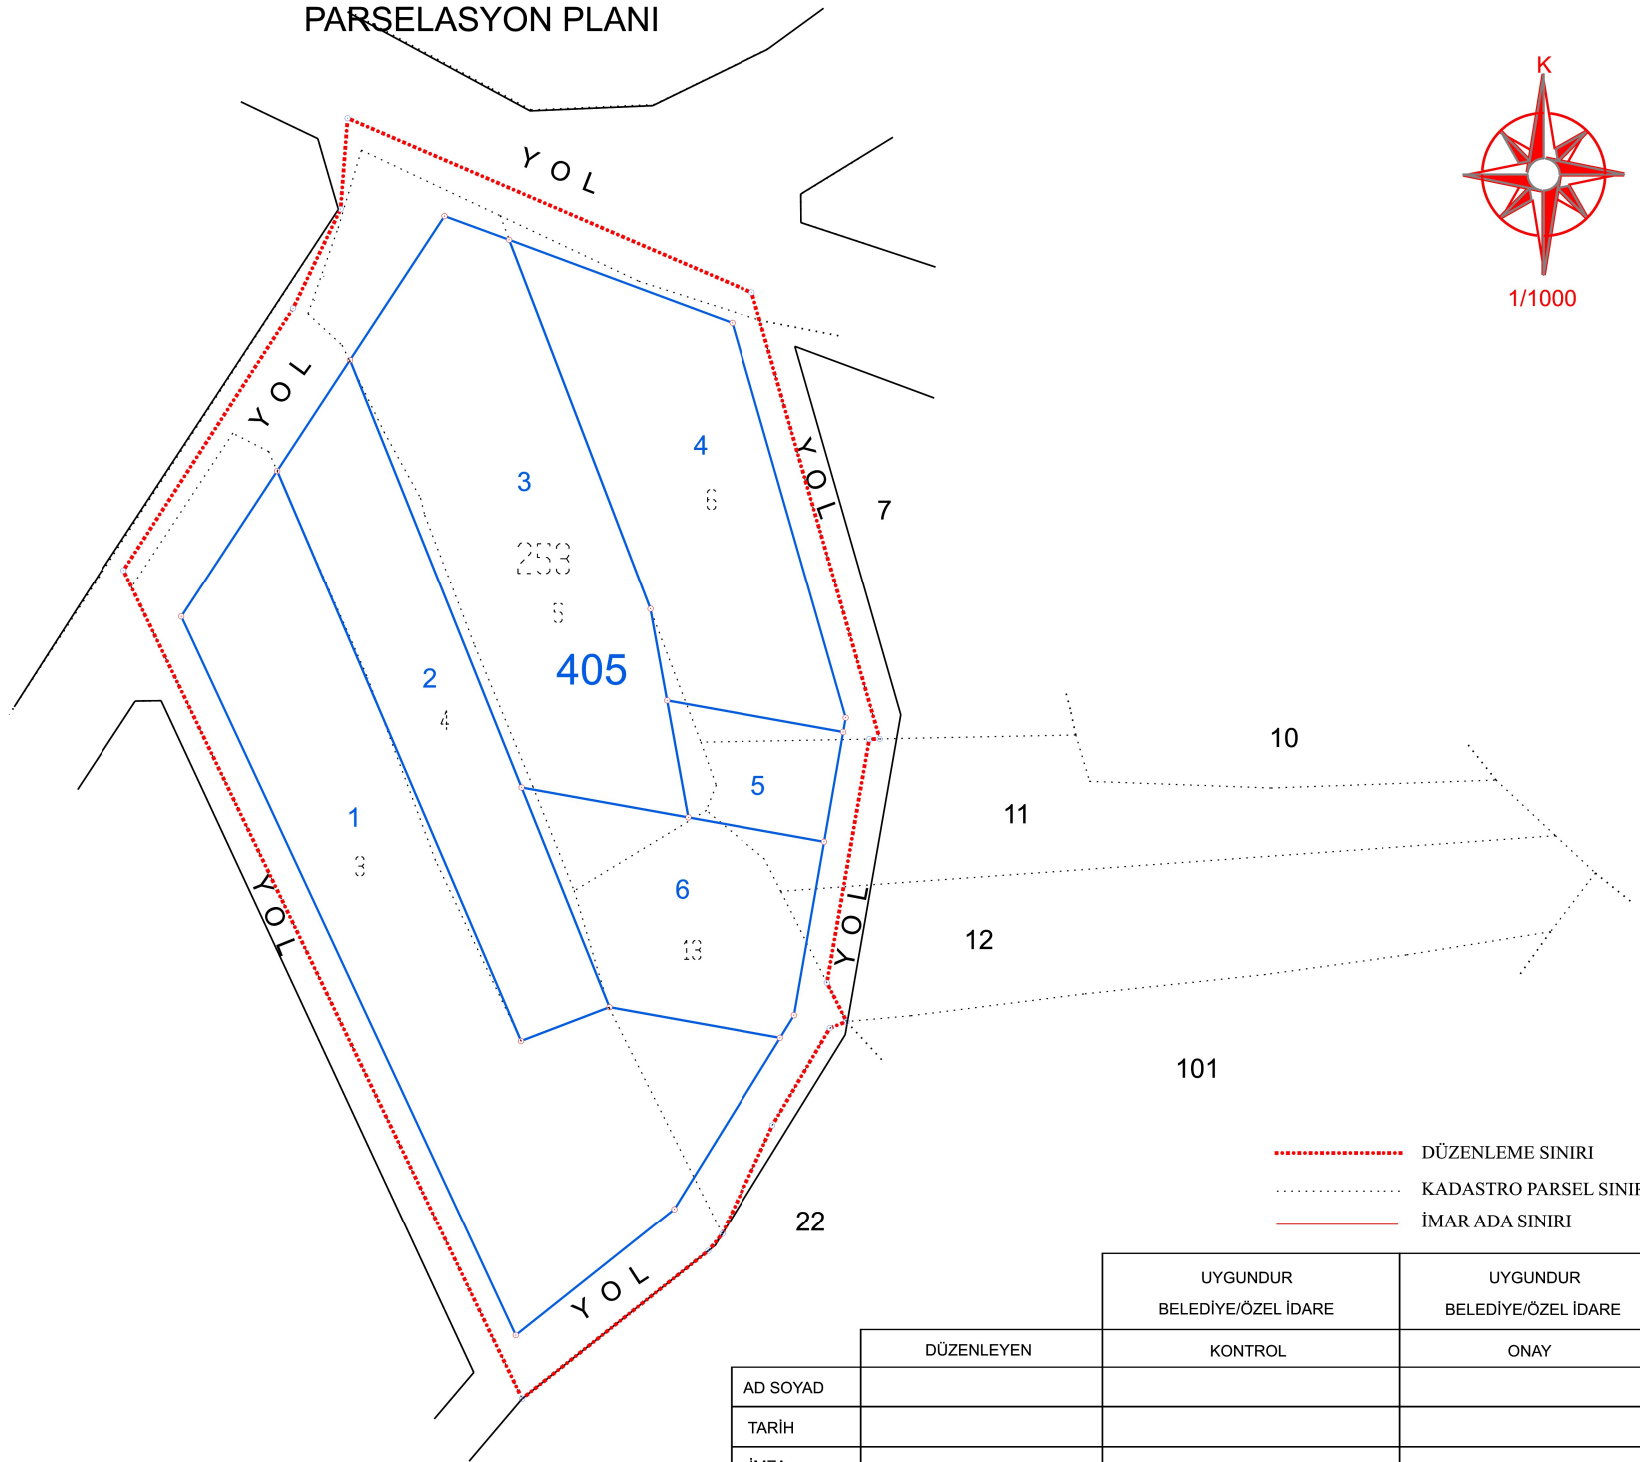 PARSELASYON PLANI
K
1/1000
YOL
YOL
YOL
3
4
6
7
253
5
405
2
4
10
5
1
11
3
6
YOL
YOL
12
13
101
22
YOL
DÜZENLEME SINIRI
KADASTRO PARSEL
İMAR ADA SINIRI
UYGUNDUR
BELEDİYE/ÖZEL İDARE
UYGUNDUR
BELEDİYE/ÖZEL İDARE
DÜZENLEYEN
KONTROL
ONAY
AD SOYAD
TARİH